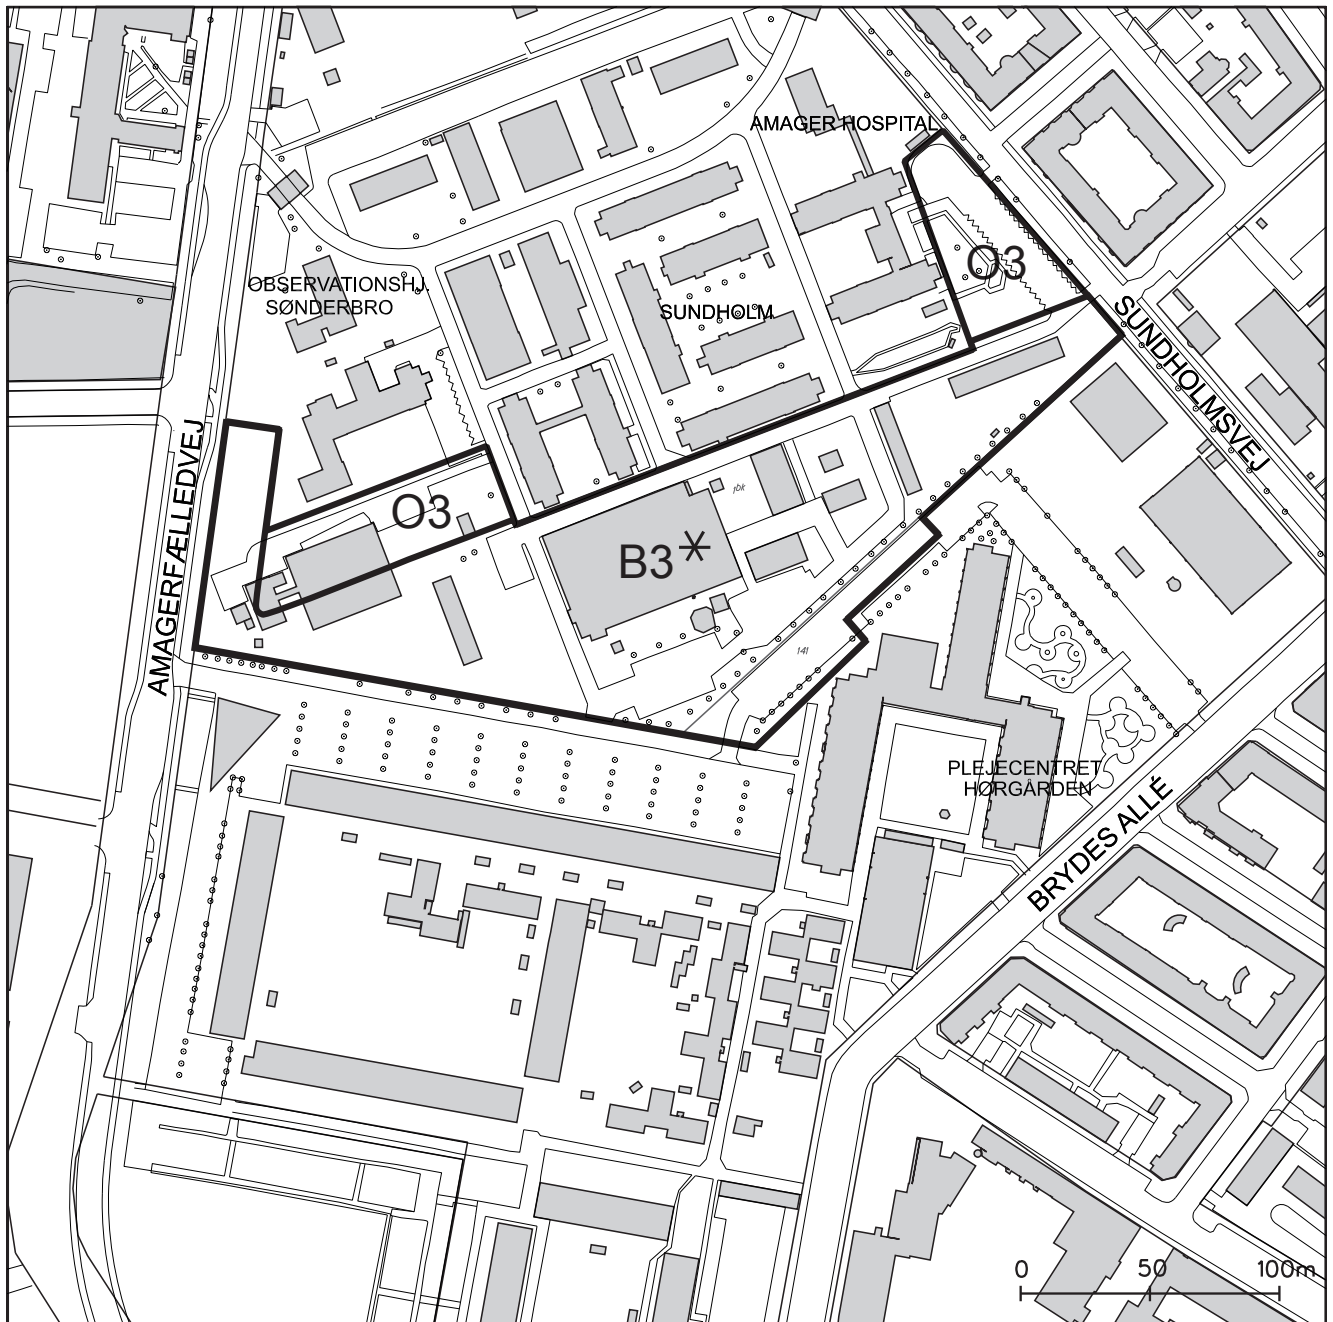 AMAGER HOSPITAL
O3
OBSERVATIONSHJ.
SØNDERBRO
SUNDHOLM
SUNDHOLMSVEJ
AMAGERFÆLLEDVEJ
O3
B3*
141
PLEJECENTRET
HØRGÅRDEN
BRYDES ALLÉ
0 50 100m